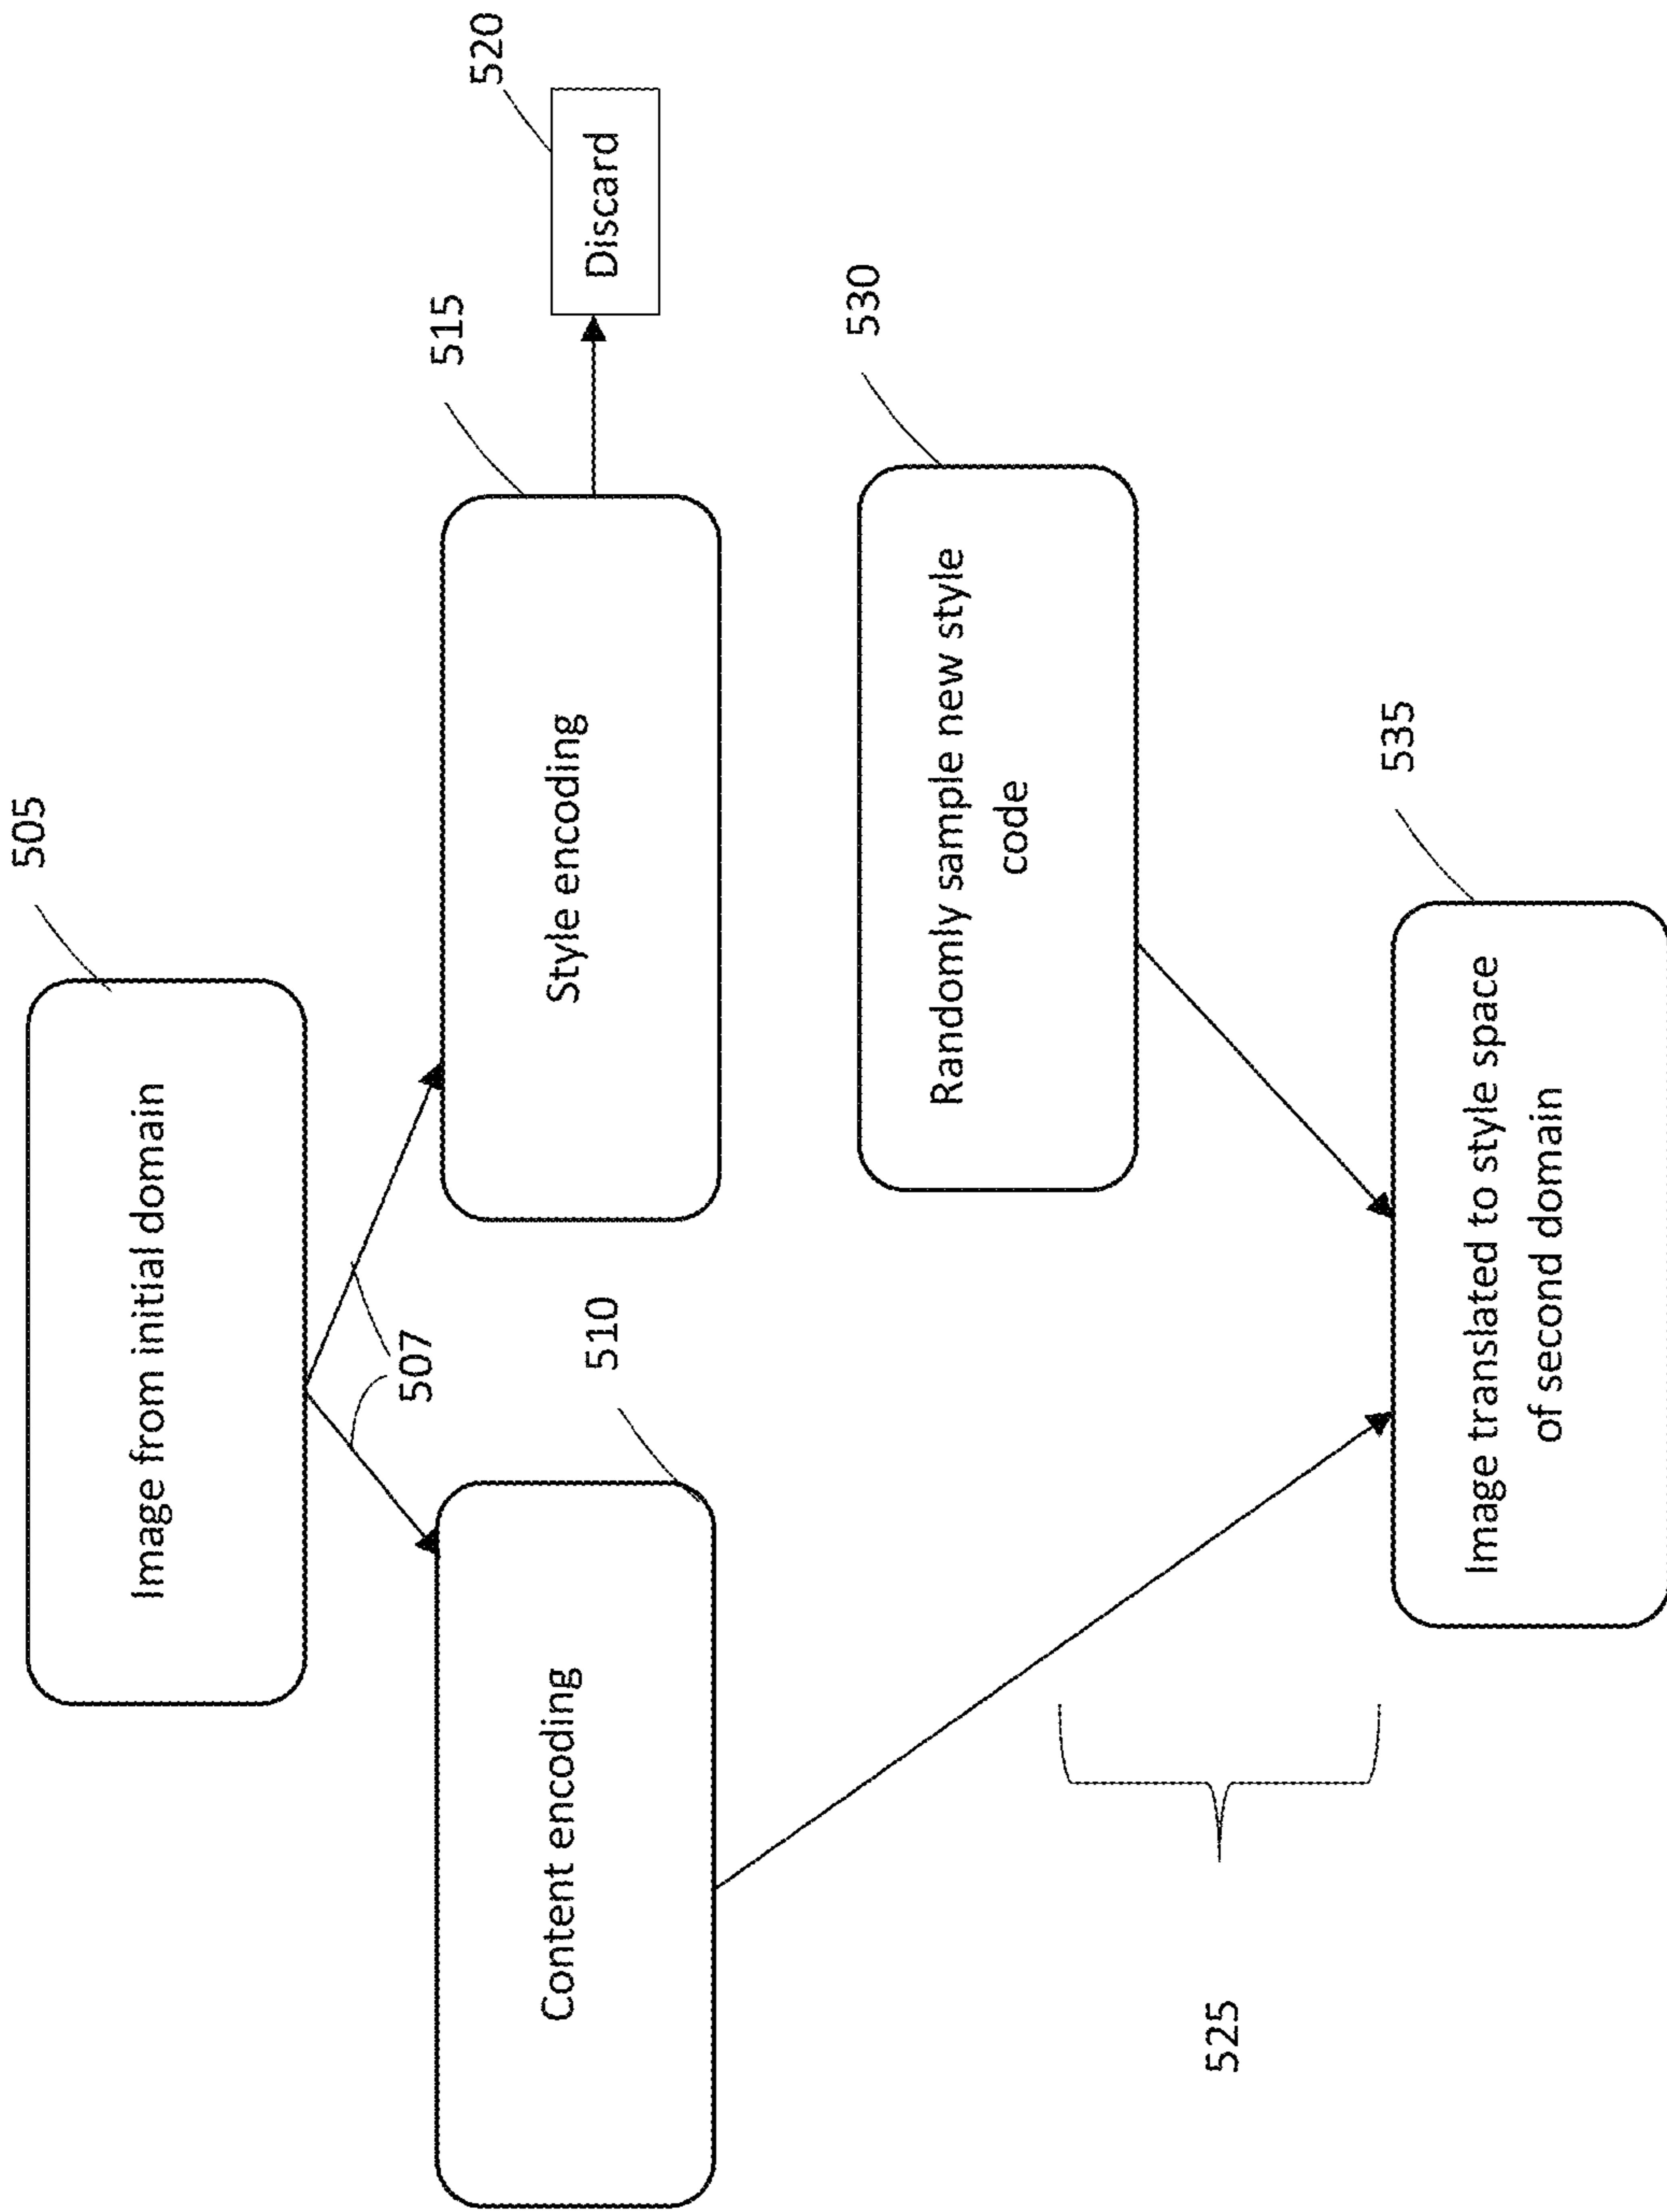 505
Image from initial domain
507
520
Discard
515
Style encoding
510
Content encoding
530
Randomly sample new style
code
525
535
Image translated to style space
of second domain